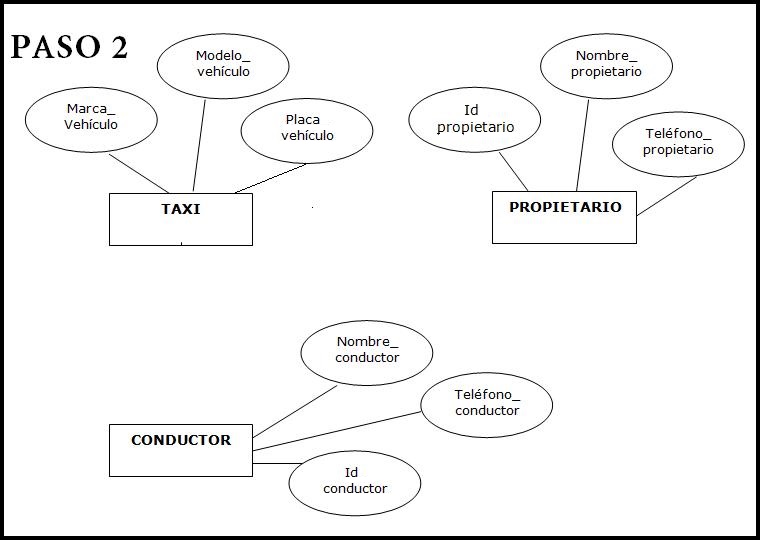 PASO 2
Modelo_
vehículo
Marca_
Vehículo
Placa
vehículo
TAXI
Nombre_
propietario
Id
propietario
Teléfono_
propietario
PROPIETARIO
Nombre_
conductor
Teléfono_
conductor
CONDUCTOR
Id
conductor